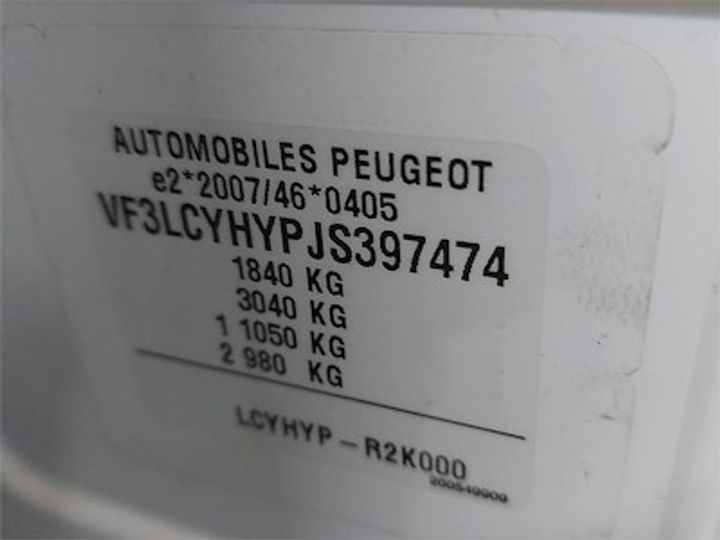 AUTOMOBILES PEUGEOT
e2*2007/46*0405
VF3LCYHYPJS397474
1840 KG
3040 KG
1 1050 KG
2 980 KG
LCYHYP - R2K000